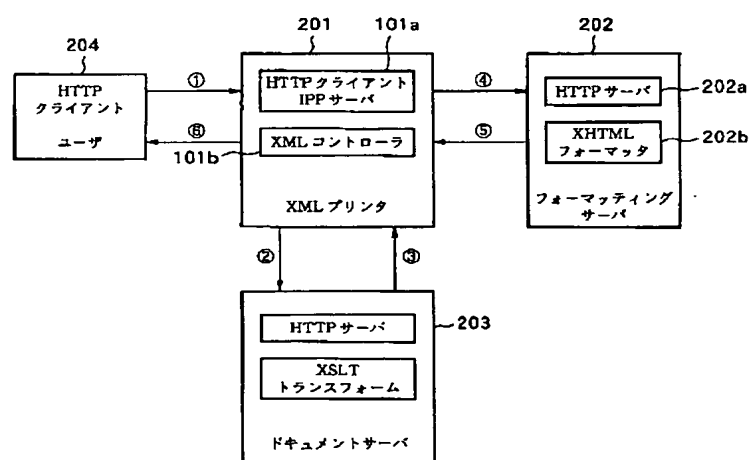 204
HTTP
クライアント
ユーザ
①
⑥
201
101a
HTTPクライアント
IPPサーバ
XMLコントローラ
101b
XMLプリンタ
④
⑤
202
HTTPサーバ
202a
XHTML
フォーマッタ
202b
フォーマッティング
サーバ
②
③
203
HTTPサーバ
XSLT
トランスフォーム
ドキュメントサーバ